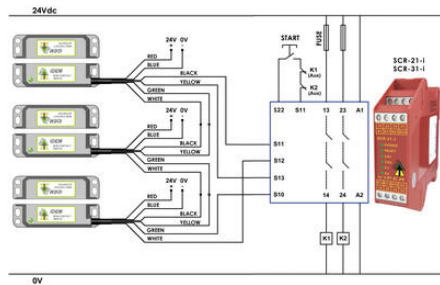 24Vdc
24V 0V
RED
BLUE
BLACK
YELLOW
GREEN
WHITE
24V 0V
RED
BLUE
BLACK
YELLOW
GREEN
WHITE
24V 0V
RED
BLUE
BLACK
YELLOW
GREEN
WHITE
START
K1
(Aux)
K2
(Aux)
FUSE
S22 S11 13 23 A1
S11
S12
S13
S10
14 24 A2
K1 K2
SCR-21-i
SCR-31-i
SCR-21-i
0V